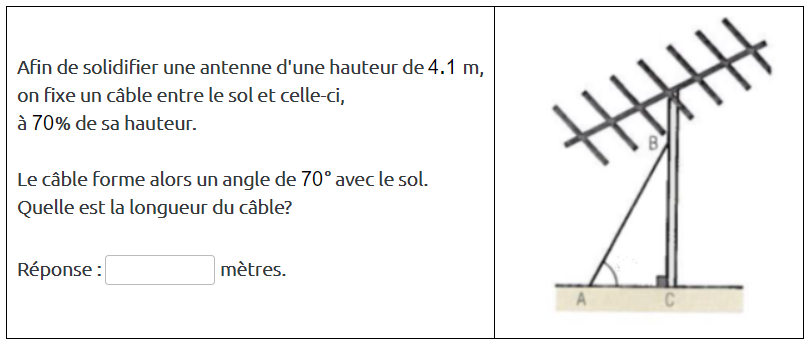 Afin de solidifier une antenne d'une hauteur de 4.1 m,
on fixe un câble entre le sol et celle-ci,
à 70% de sa hauteur.
Le câble forme alors un angle de 70° avec le sol.
Quelle est la longueur du câble?
Réponse : mètres.
B
A C